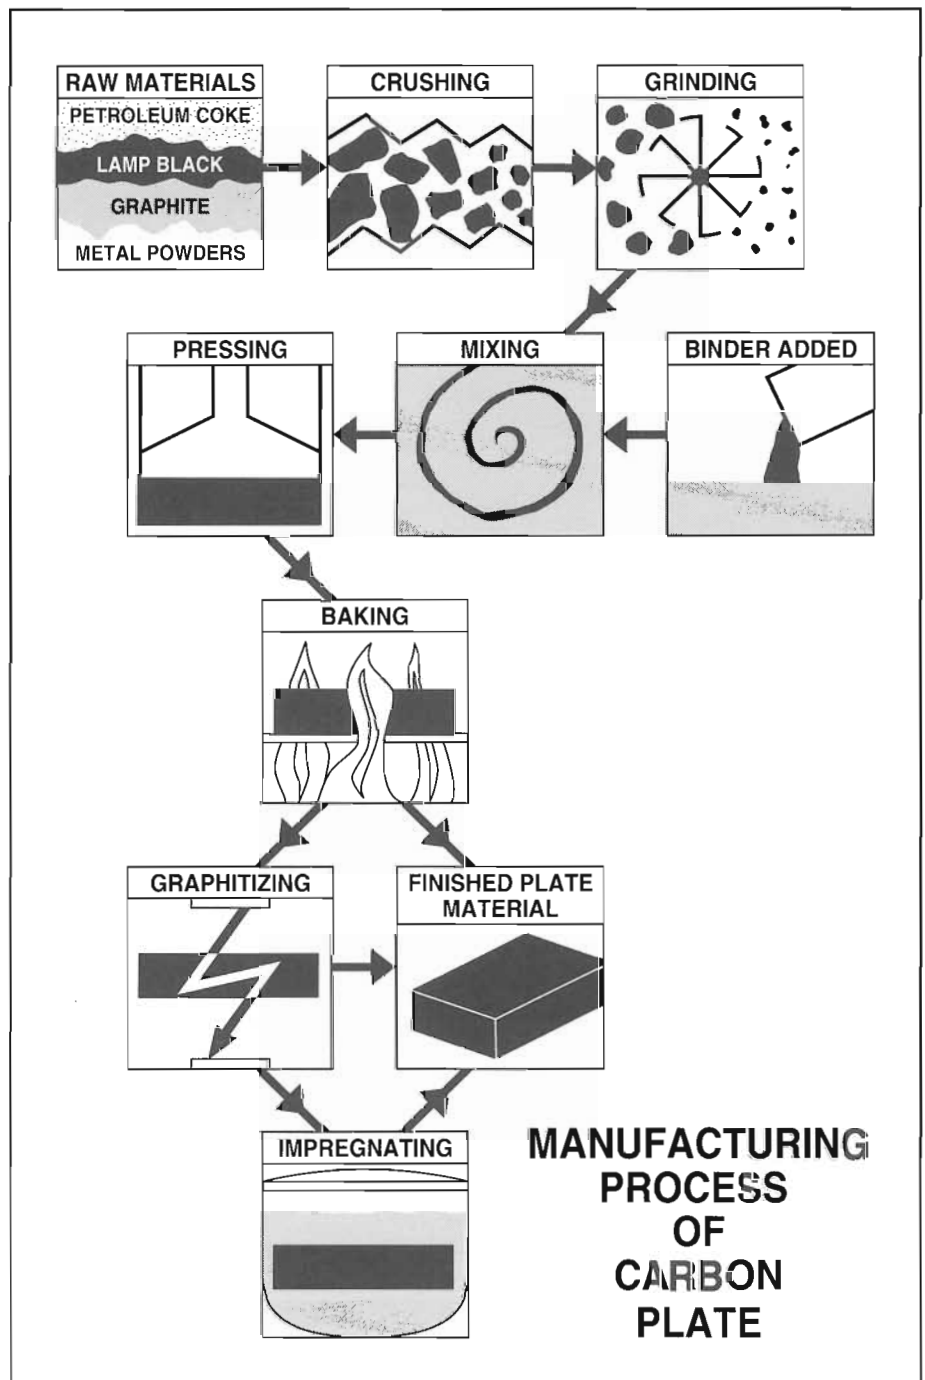 RAW MATERIALS
PETROLEUM COKE
LAMP BLACK
GRAPHITE
METAL POWDERS
CRUSHING
GRINDING
PRESSING
MIXING
BINDER ADDED
BAKING
GRAPHITIZING
FINISHED PLATE
MATERIAL
IMPREGNATING
MANUFACTURING
PROCESS
OF
CARBON
PLATE